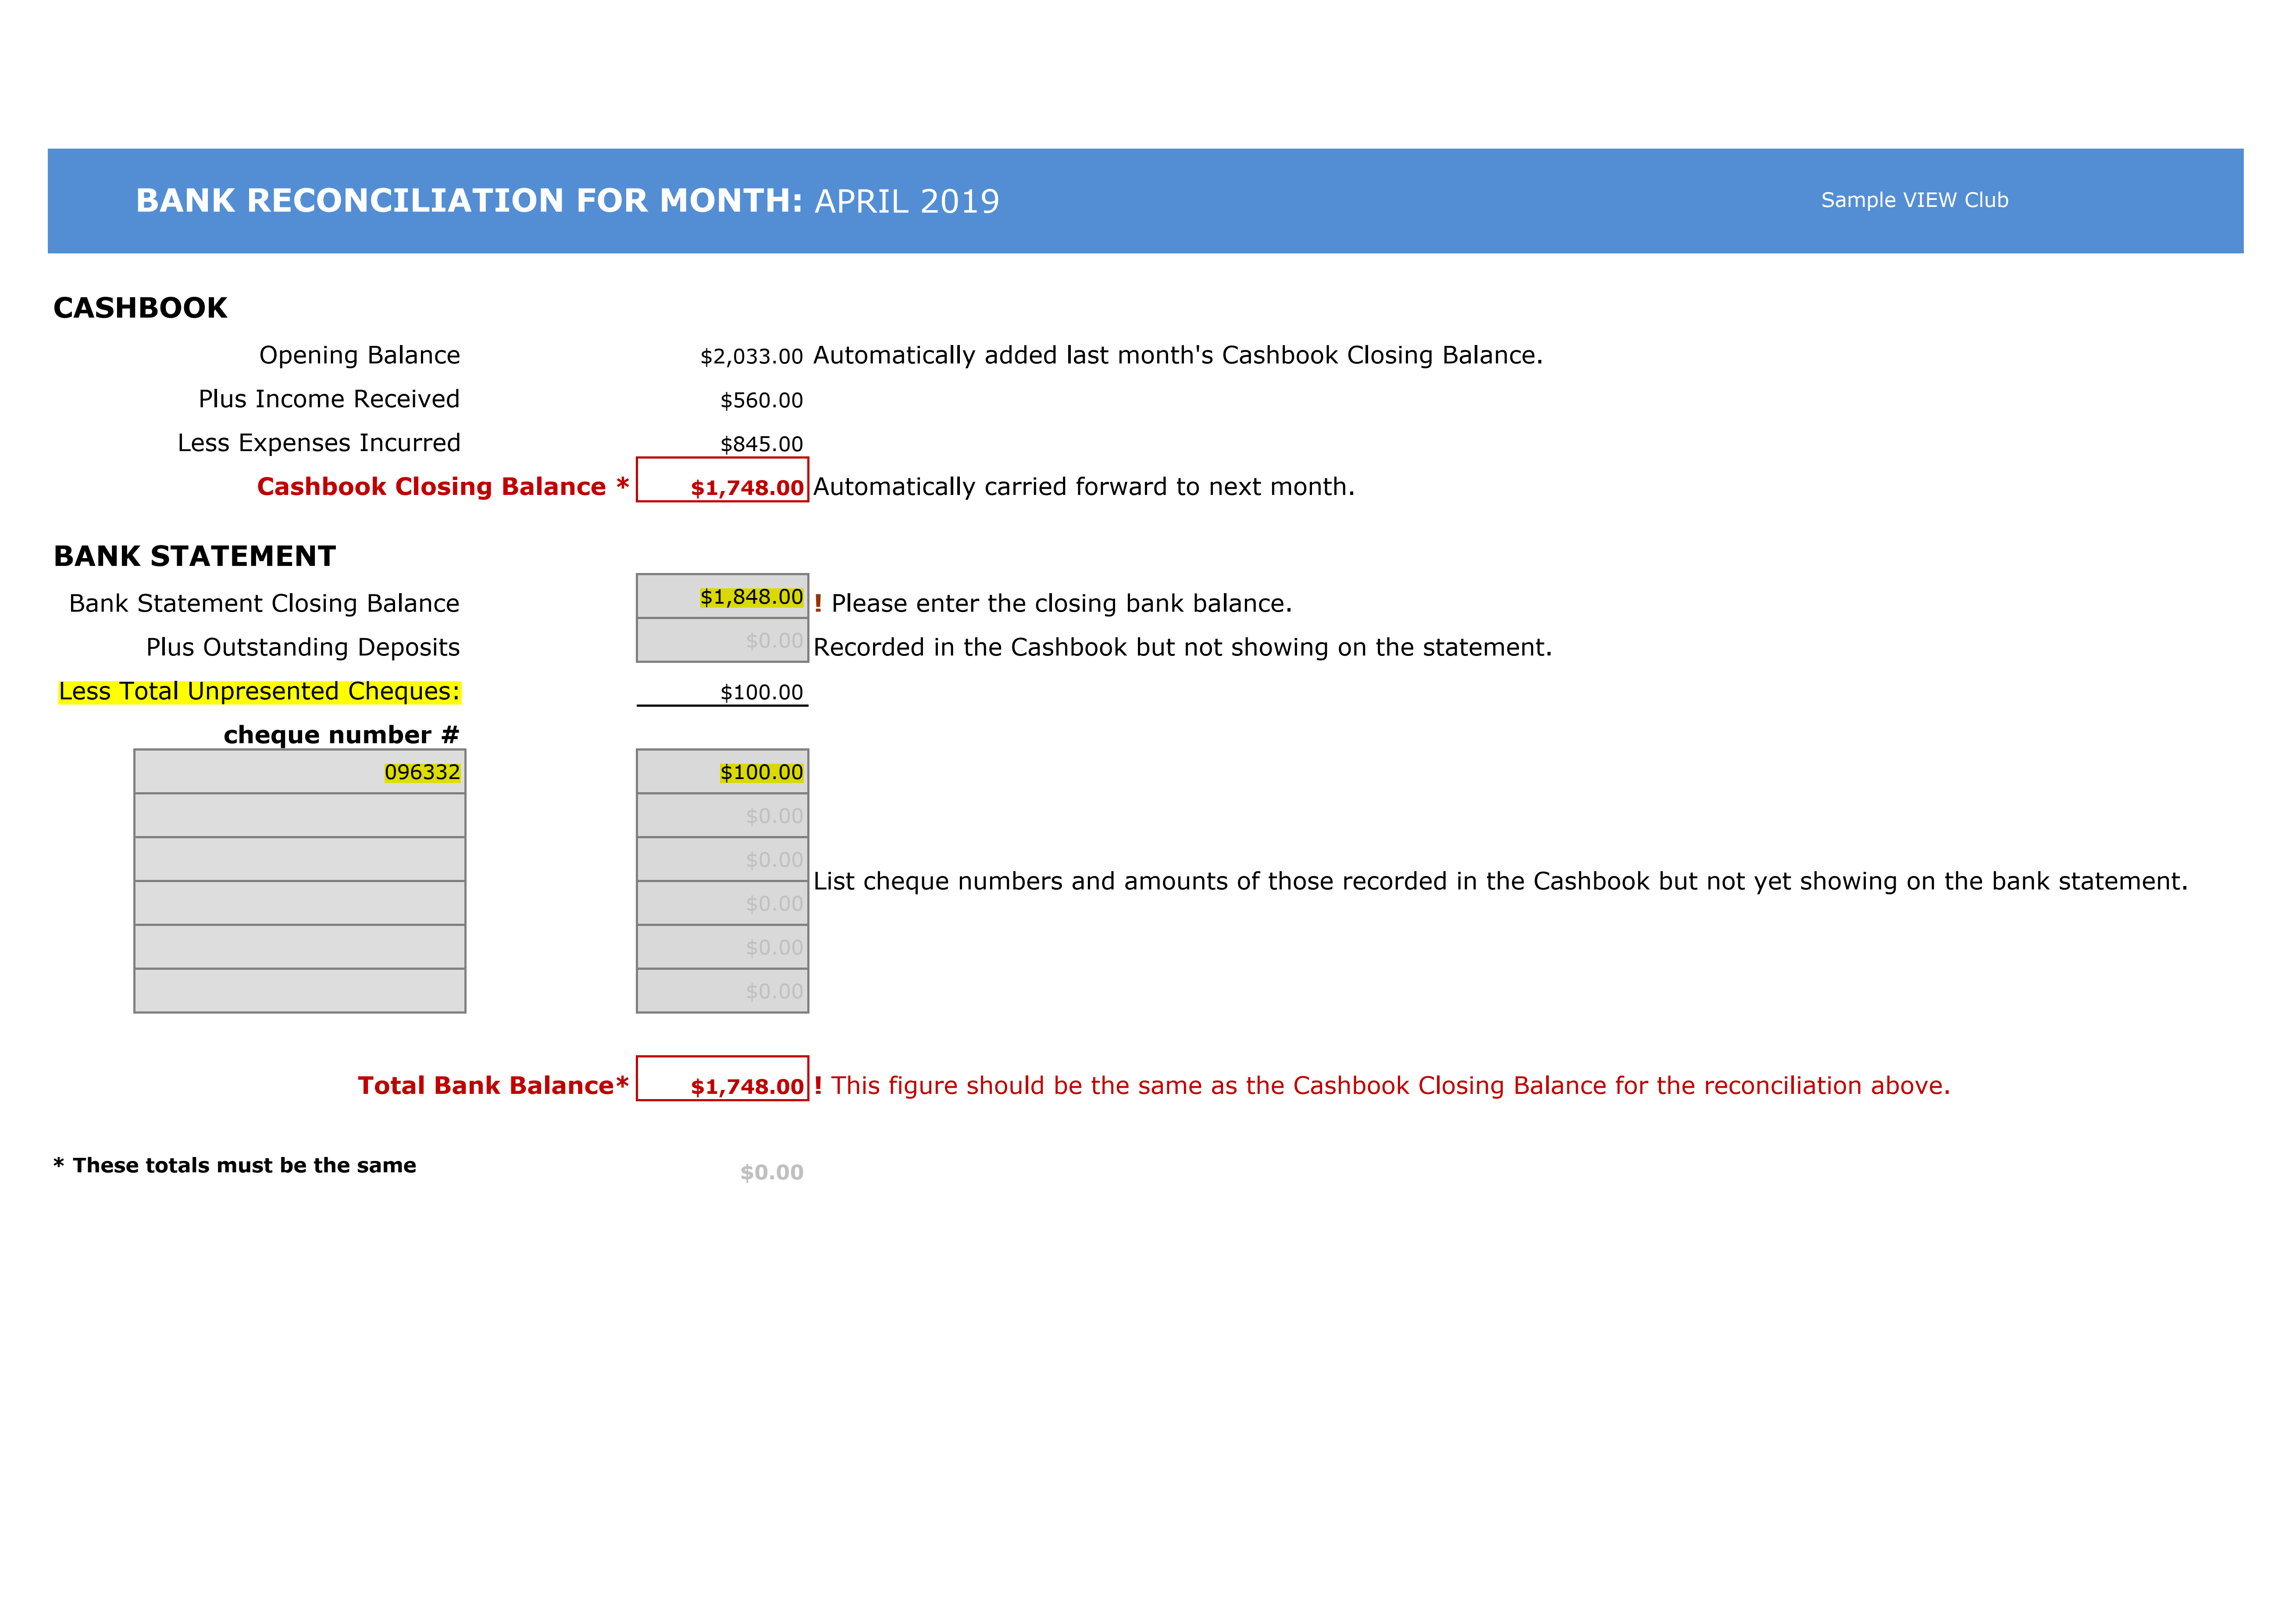 BANK RECONCILIATION FOR MONTH: APRIL 2019 Sample VIEW Club
CASHBOOK
Opening Balance $2,033.00 Automatically added last month's Cashbook Closing Balance.
Plus Income Received $560.00
Less Expenses Incurred $845.00
Cashbook Closing Balance * $1,748.00 Automatically carried forward to next month.
BANK STATEMENT
Bank Statement Closing Balance $1,848.00 ! Please enter the closing bank balance.
Plus Outstanding Deposits $0.00 Recorded in the Cashbook but not showing on the statement.
Less Total Unpresented Cheques: $100.00
cheque number #
096332 $100.00
$0.00
$0.00
List cheque numbers and amounts of those recorded in the Cashbook but not yet showing on the bank statement.
$0.00
$0.00
$0.00
Total Bank Balance* $1,748.00 ! This figure should be the same as the Cashbook Closing Balance for the reconciliation above.
* These totals must be the same $0.00